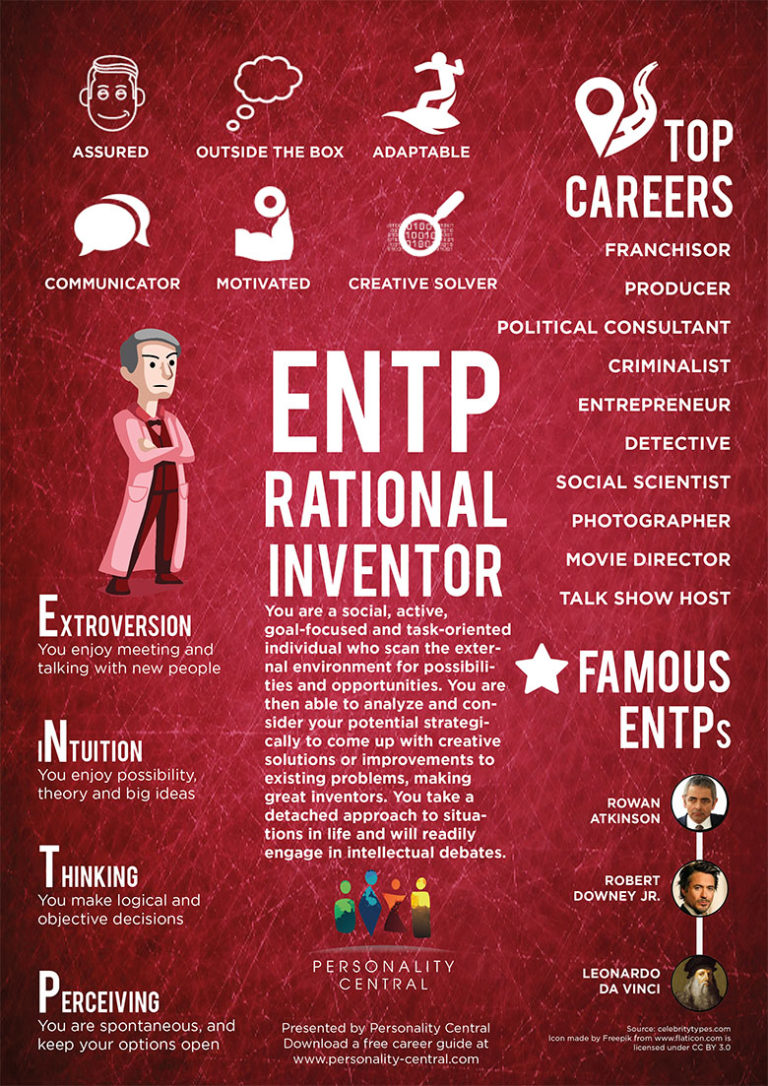 ASSURED
OUTSIDE THE BOX
ADAPTABLE
COMMUNICATOR
MOTIVATED
CREATIVE SOLVER
TOP
CAREERS
FRANCHISOR
PRODUCER
POLITICAL CONSULTANT
CRIMINALIST
ENTREPRENEUR
DETECTIVE
SOCIAL SCIENTIST
PHOTOGRAPHER
MOVIE DIRECTOR
TALK SHOW HOST
ENTP
RATIONAL
INVENTOR
You are a social, active,
goal-focused and task-oriented
individual who scan the exter-
nal environment for possibili-
ties and opportunities. You are
then able to analyze and con-
sider your potential strategi-
cally to come up with creative
solutions or improvements to
existing problems, making
great inventors. You take a
detached approach to situa-
tions in life and will readily
engage in intellectual debates.
EXTROVERSION
You enjoy meeting and
talking with new people
INTUITION
You enjoy possibility,
theory and big ideas
THINKING
You make logical and
objective decisions
PERCEIVING
You are spontaneous, and
keep your options open
FAMOUS
ENTPs
ROWAN
ATKINSON
ROBERT
DOWNEY JR.
LEONARDO
DA VINCI
PERSONALITY
CENTRAL
Presented by Personality Central
Download a free career guide at
www.personality-central.com
Source: celebritytypes.com
Icon made by Freepik from www.flaticon.com is
licensed under CC BY 3.0